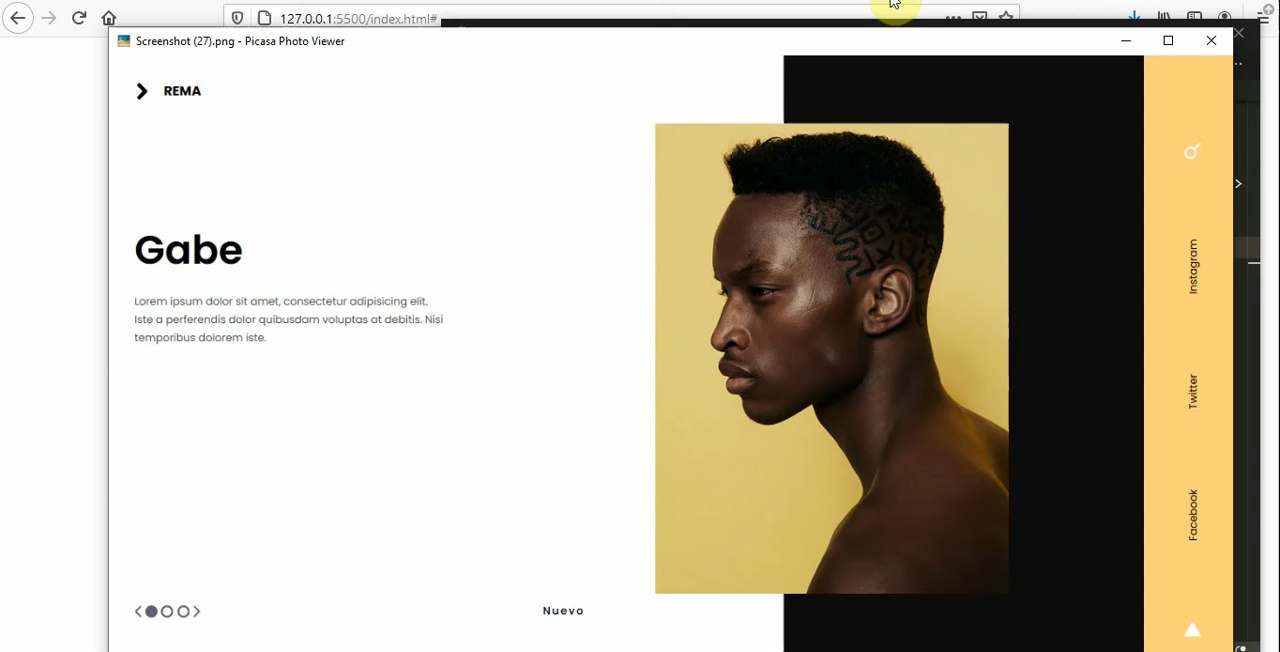 127.0.0.1:5500/index.html#
Screenshot (27).png - Picasa Photo Viewer
REMA
Gabe
Lorem ipsum dolor sit amet, consectetur adipisicing elit.
Iste a perferendis dolor quibusdam voluptas at debitis. Nisi
temporibus dolorem iste.
Nuevo
Instagram
Twitter
Facebook